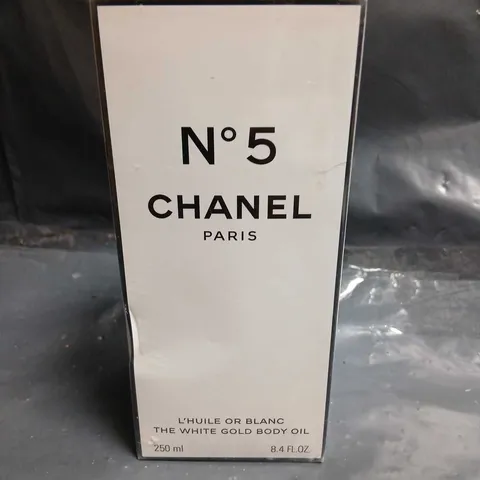 N° 5
CHANEL
PARIS
L'HUILE OR BLANC
THE WHITE GOLD BODY OIL
250 ml 8.4 FL.OZ.